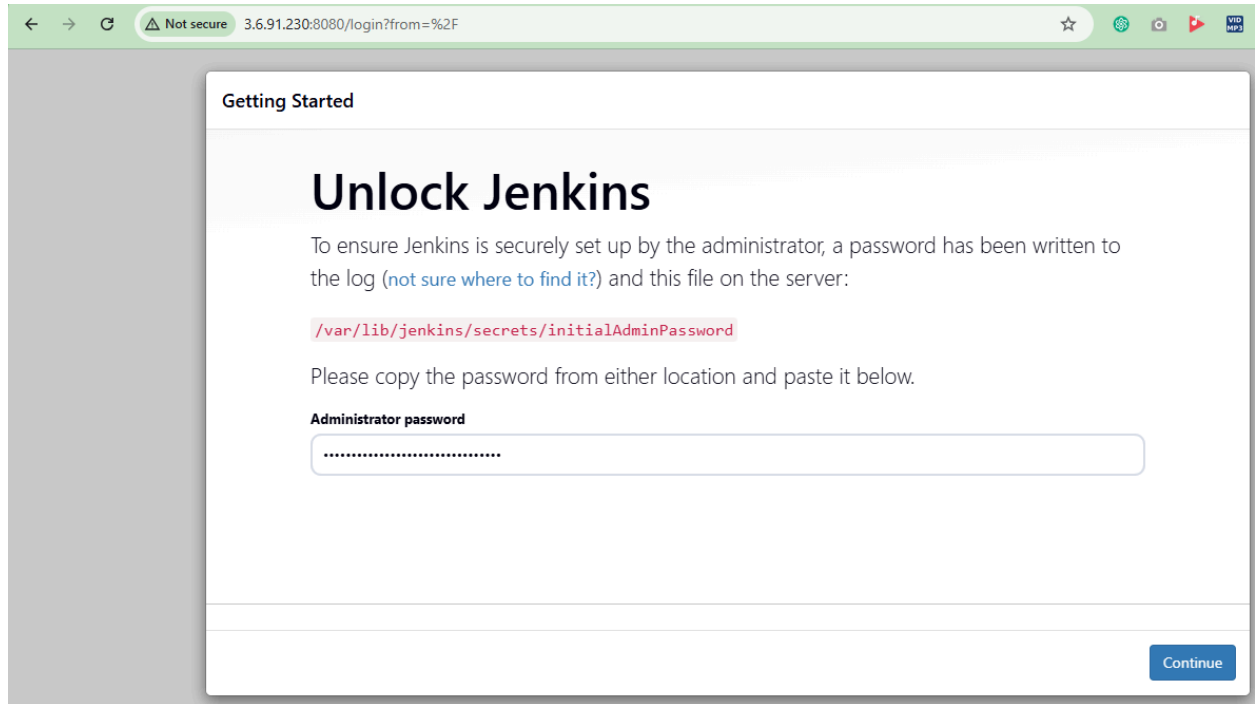 Not secure 3.6.91.230:8080/login?from=%2F
VID
MP3
Getting Started
Unlock Jenkins
To ensure Jenkins is securely set up by the administrator, a password has been written to
the log (not sure where to find it?) and this file on the server:
/var/lib/jenkins/secrets/initialAdminPassword
Please copy the password from either location and paste it below.
Administrator password
••••••••••••••••••••••••••••••••
Continue